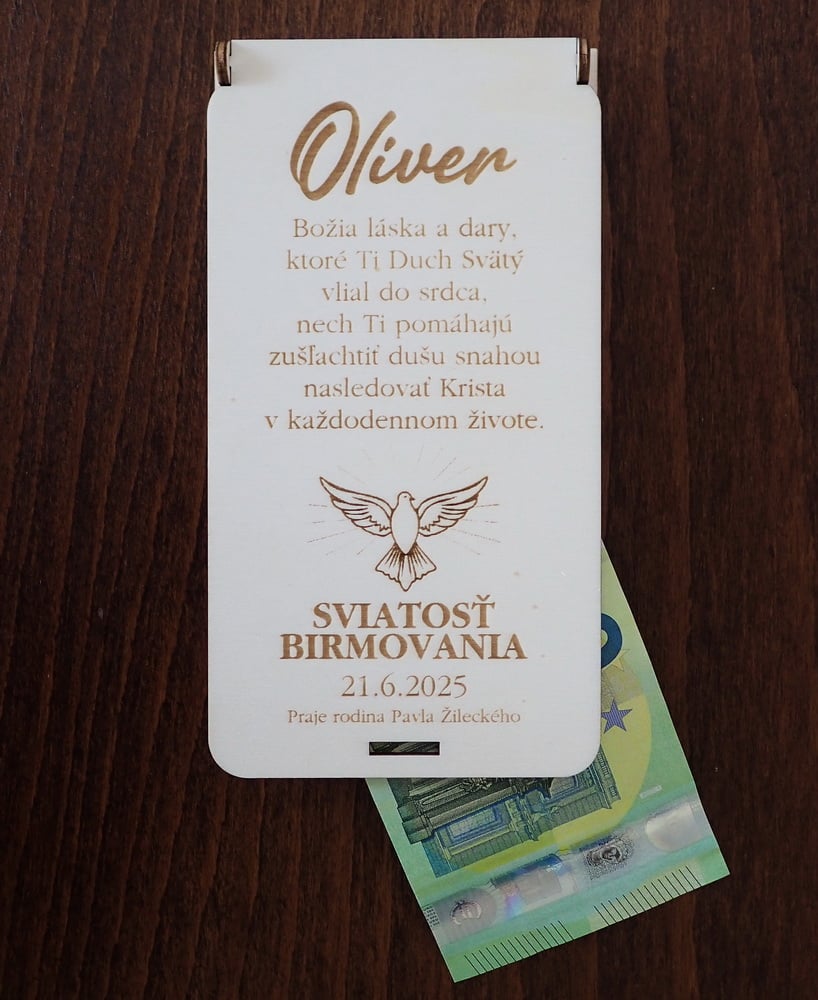 Oliver
Božia láska a dary,
ktoré Ti Duch Svätý
vlial do srdca,
nech Ti pomáhajú
zušľachtiť dušu snahou
nasledovať Krista
v každodennom živote.
SVIATOSŤ
BIRMOVANIA
21.6.2025
Praje rodina Pavla Žileckého